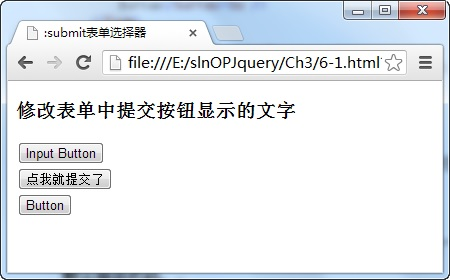 :submit表单选择器
file:///E:/slnOPJquery/Ch3/6-1.html
修改表单中提交按钮显示的文字
Input Button
点我就提交了
Button